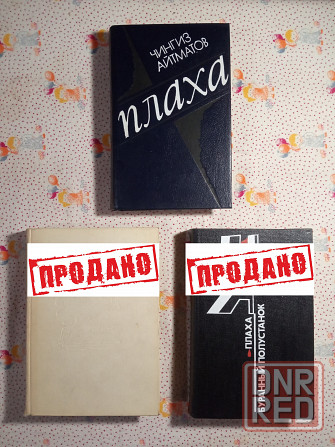 ЧИНГИЗ
АЙТМАТОВ
плаха
ПРОДАНО
ПРОДАНО
ПЛАХА
БУРАННЫЙ ПОЛУСТАНОК
DNR
RED